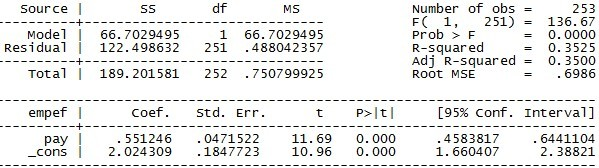 Source | SS df MS Number of obs = 253
F( 1, 251) = 136.67
Model | 66.7029495 1 66.7029495 Prob > F = 0.0000
Residual | 122.498632 251 .488042357 R-squared = 0.3525
Adj R-squared = 0.3500
Total | 189.201581 252 .750799925 Root MSE = .6986
empef | Coef. Std. Err. t P>|t| [95% Conf. Interval]
pay | .551246 .0471522 11.69 0.000 .4583817 .6441104
_cons | 2.024309 .1847723 10.96 0.000 1.660407 2.38821